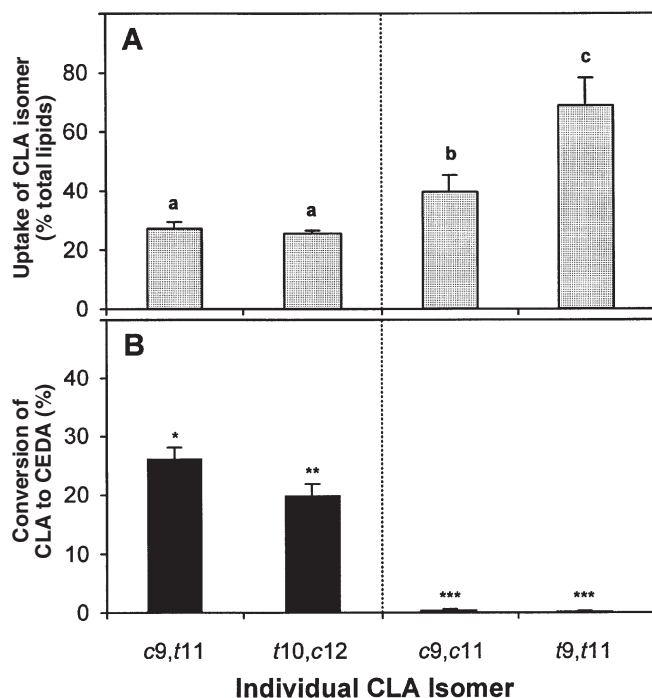 A
Uptake of CLA isomer
(% total lipids)
80
60
40
20
0
a
a
b
c
B
Conversion of
CLA to CEDA (%)
40
30
20
10
0
*
**
***
***
c9,t11
t10,c12
c9,c11
t9,t11
Individual CLA Isomer